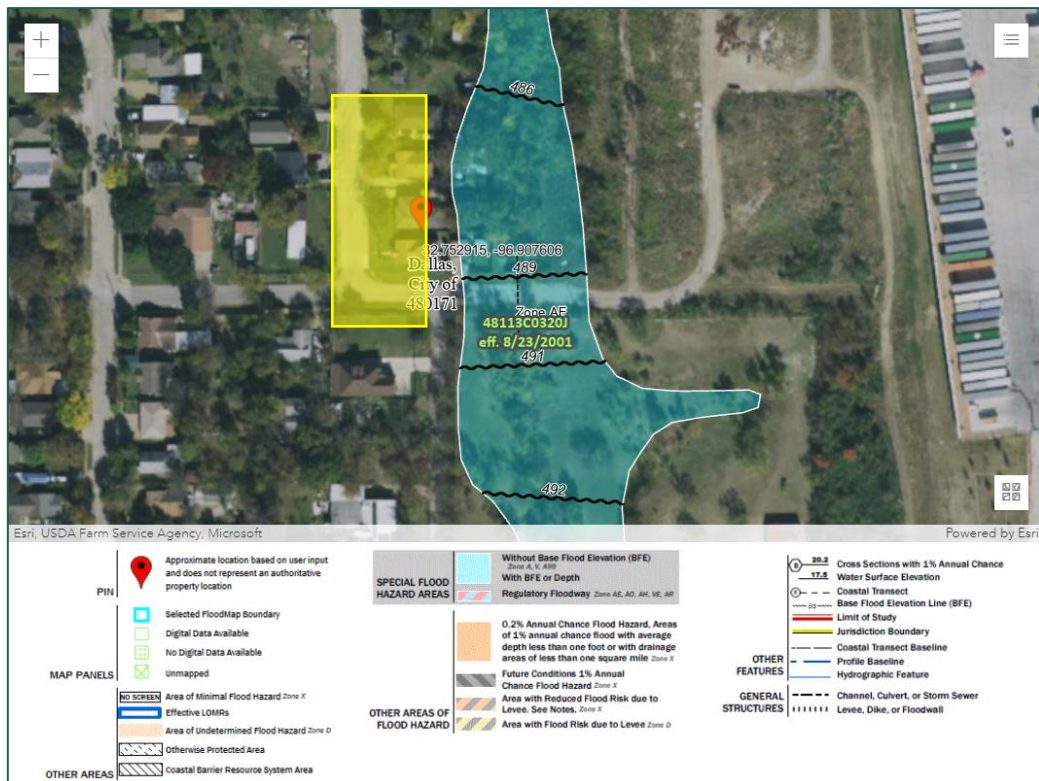 +
−
486
32.752915, -96.907606
Dallas,
City of
480171
489
Zone AE
48113C0320J
eff. 8/23/2001
491
492
Esri, USDA Farm Service Agency, Microsoft
Powered by Esri
PIN
Approximate location based on user input
and does not represent an authoritative
property location
MAP PANELS
Selected FloodMap Boundary
Digital Data Available
No Digital Data Available
Unmapped
OTHER AREAS
NO SCREEN Area of Minimal Flood Hazard Zone X
Effective LOMRs
Area of Undetermined Flood Hazard Zone D
Otherwise Protected Area
Coastal Barrier Resource System Area
SPECIAL FLOOD
HAZARD AREAS
Without Base Flood Elevation (BFE)
Zone A, V, A99
With BFE or Depth
Regulatory Floodway Zone AE, AO, AH, VE, AR
OTHER AREAS OF
FLOOD HAZARD
0.2% Annual Chance Flood Hazard, Areas
of 1% annual chance flood with average
depth less than one foot or with drainage
areas of less than one square mile Zone X
Future Conditions 1% Annual
Chance Flood Hazard Zone X
Area with Reduced Flood Risk due to
Levee. See Notes. Zone X
Area with Flood Risk due to Levee Zone D
OTHER
FEATURES
20.2 Cross Sections with 1% Annual Chance
17.5 Water Surface Elevation
Coastal Transect
Base Flood Elevation Line (BFE)
Limit of Study
Jurisdiction Boundary
Coastal Transect Baseline
Profile Baseline
Hydrographic Feature
GENERAL
STRUCTURES
Channel, Culvert, or Storm Sewer
Levee, Dike, or Floodwall